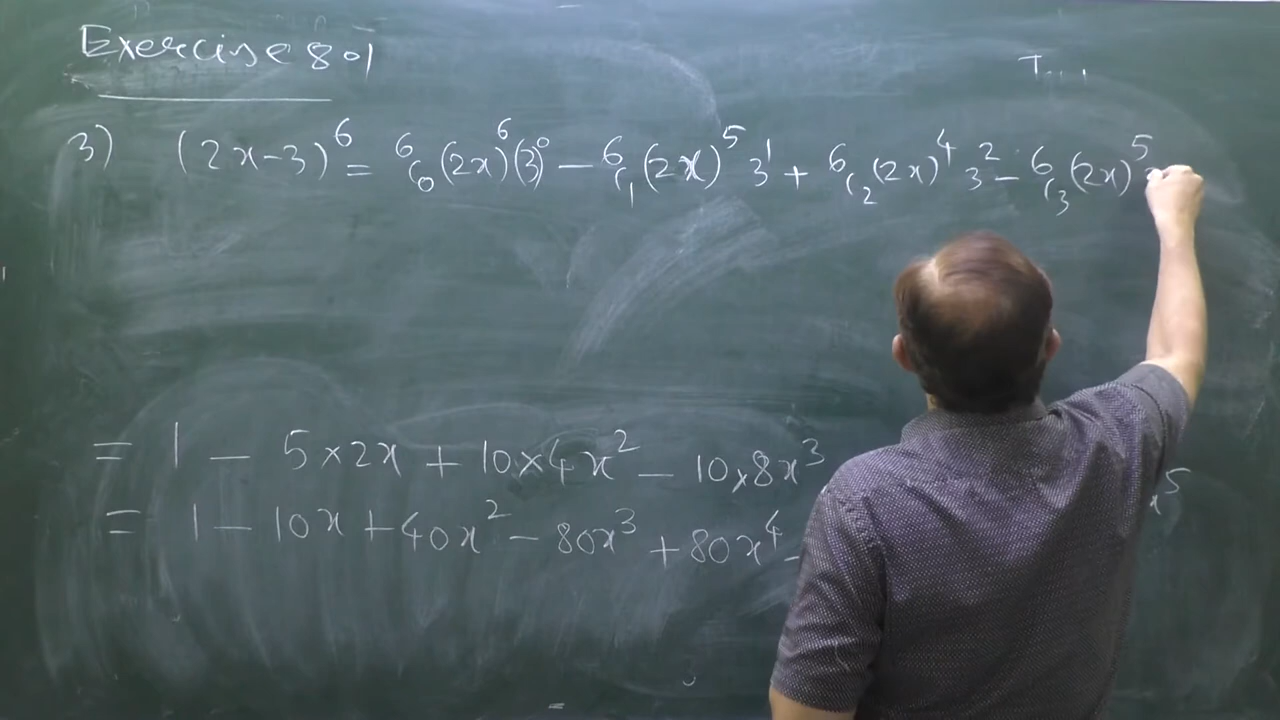 Exercise 8.1
3) (2x-3)^6 = 6C0 (2x)^6 (3)^0 - 6C1 (2x)^5 3^1 + 6C2 (2x)^4 3^2 - 6C3 (2x)^5
= 1 - 5×2x + 10×4x^2 - 10×8x^3 x^5
= 1 - 10x + 40x^2 - 80x^3 + 80x^4 -